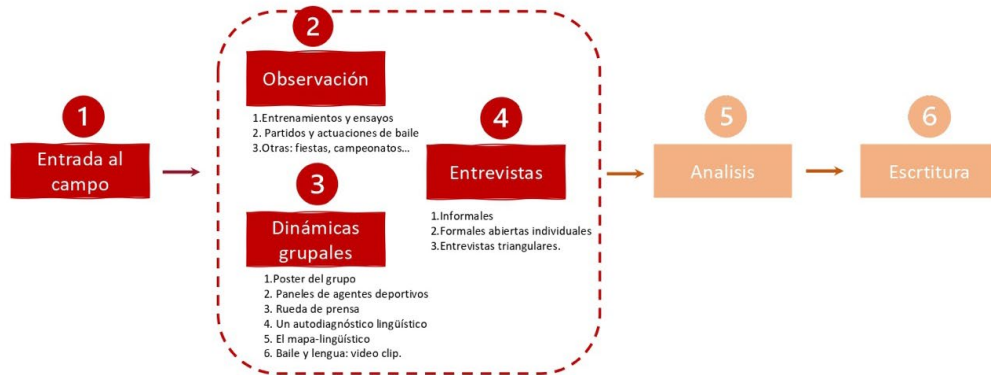 1
Entrada al
campo
2
Observación
1.Entrenamientos y ensayos
2. Partidos y actuaciones de baile
3.Otras: fiestas, campeonatos...
3
Dinámicas
grupales
1.Poster del grupo
2. Paneles de agentes deportivos
3. Rueda de prensa
4. Un autodiagnóstico lingüístico
5. El mapa-lingüístico
6. Baile y lengua: video clip.
4
Entrevistas
1.Informales
2.Formales abiertas individuales
3.Entrevistas triangulares.
5
Analisis
6
Escrtitura